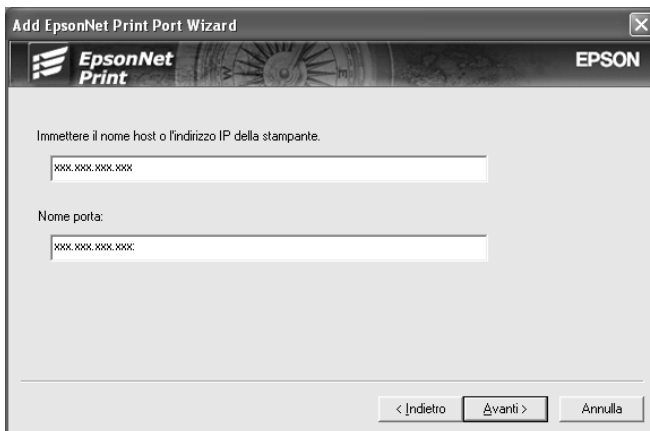 Add EpsonNet Print Port Wizard
EpsonNet
Print
EPSON
Immettere il nome host o l'indirizzo IP della stampante.
xxx.xxx.xxx.xxx
Nome porta:
xxx.xxx.xxx.xxx:
< Indietro
Avanti >
Annulla